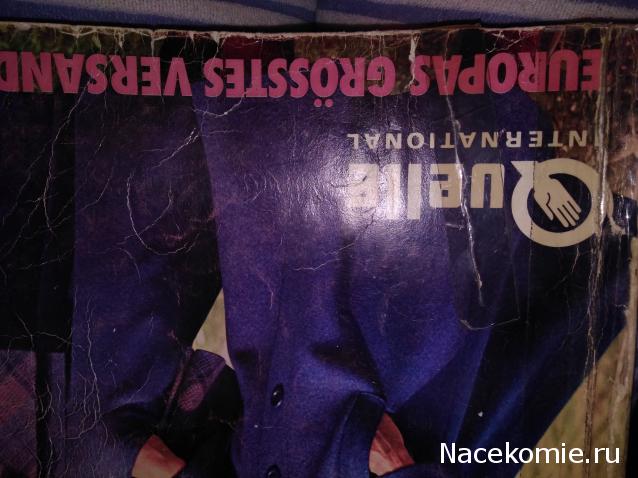 Quelle
INTERNATIONAL
EUROPAS GRÖSSTES VERSAND
Nacekomie.ru